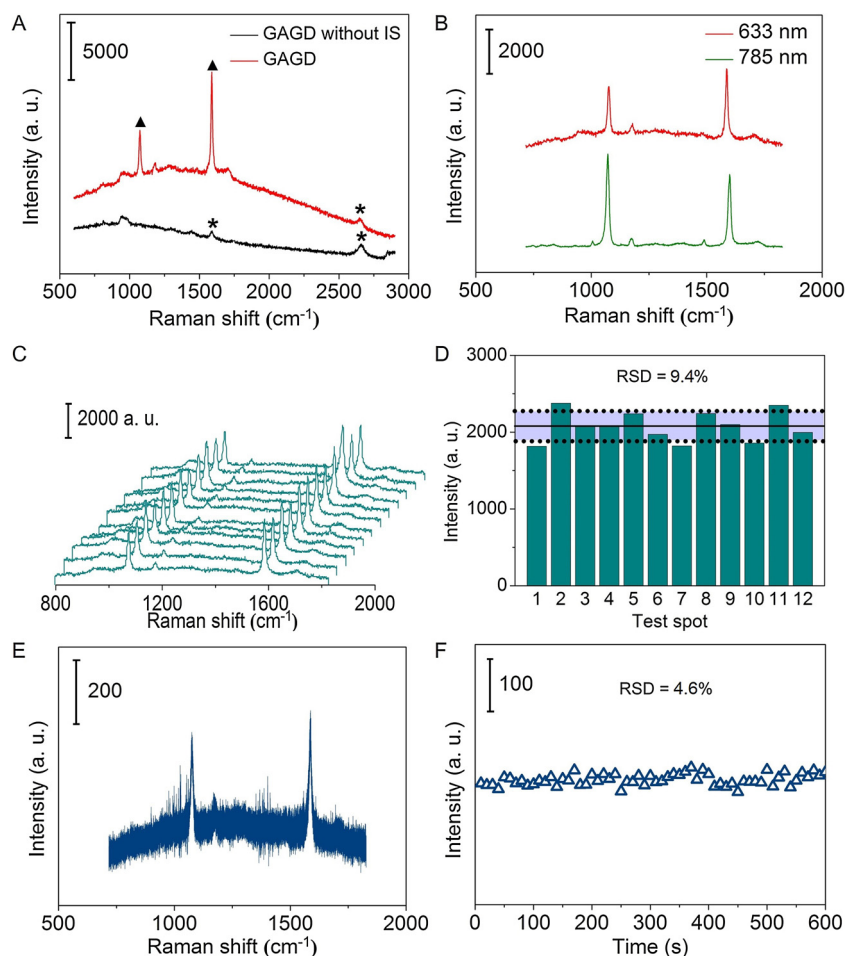 A
5000
GAGD without IS
GAGD
▲
▲
*
*
*
Intensity (a. u.)
500 1000 1500 2000 2500 3000
Raman shift (cm⁻¹)
B
2000
633 nm
785 nm
Intensity (a. u.)
500 1000 1500 2000
Raman shift (cm⁻¹)
C
2000 a. u.
800 1200 1600 2000
Raman shift (cm⁻¹)
D
RSD = 9.4%
Intensity (a. u.)
3000
2000
1000
0
1 2 3 4 5 6 7 8 9 10 11 12
Test spot
E
200
Intensity (a. u.)
500 1000 1500 2000
Raman shift (cm⁻¹)
F
100
RSD = 4.6%
Intensity (a. u.)
0 100 200 300 400 500 600
Time (s)